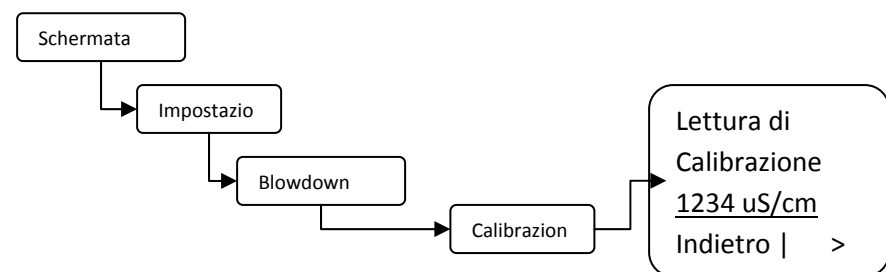 Schermata
Impostazio
Blowdown
Calibrazion
Lettura di
Calibrazione
1234 uS/cm
Indietro | >